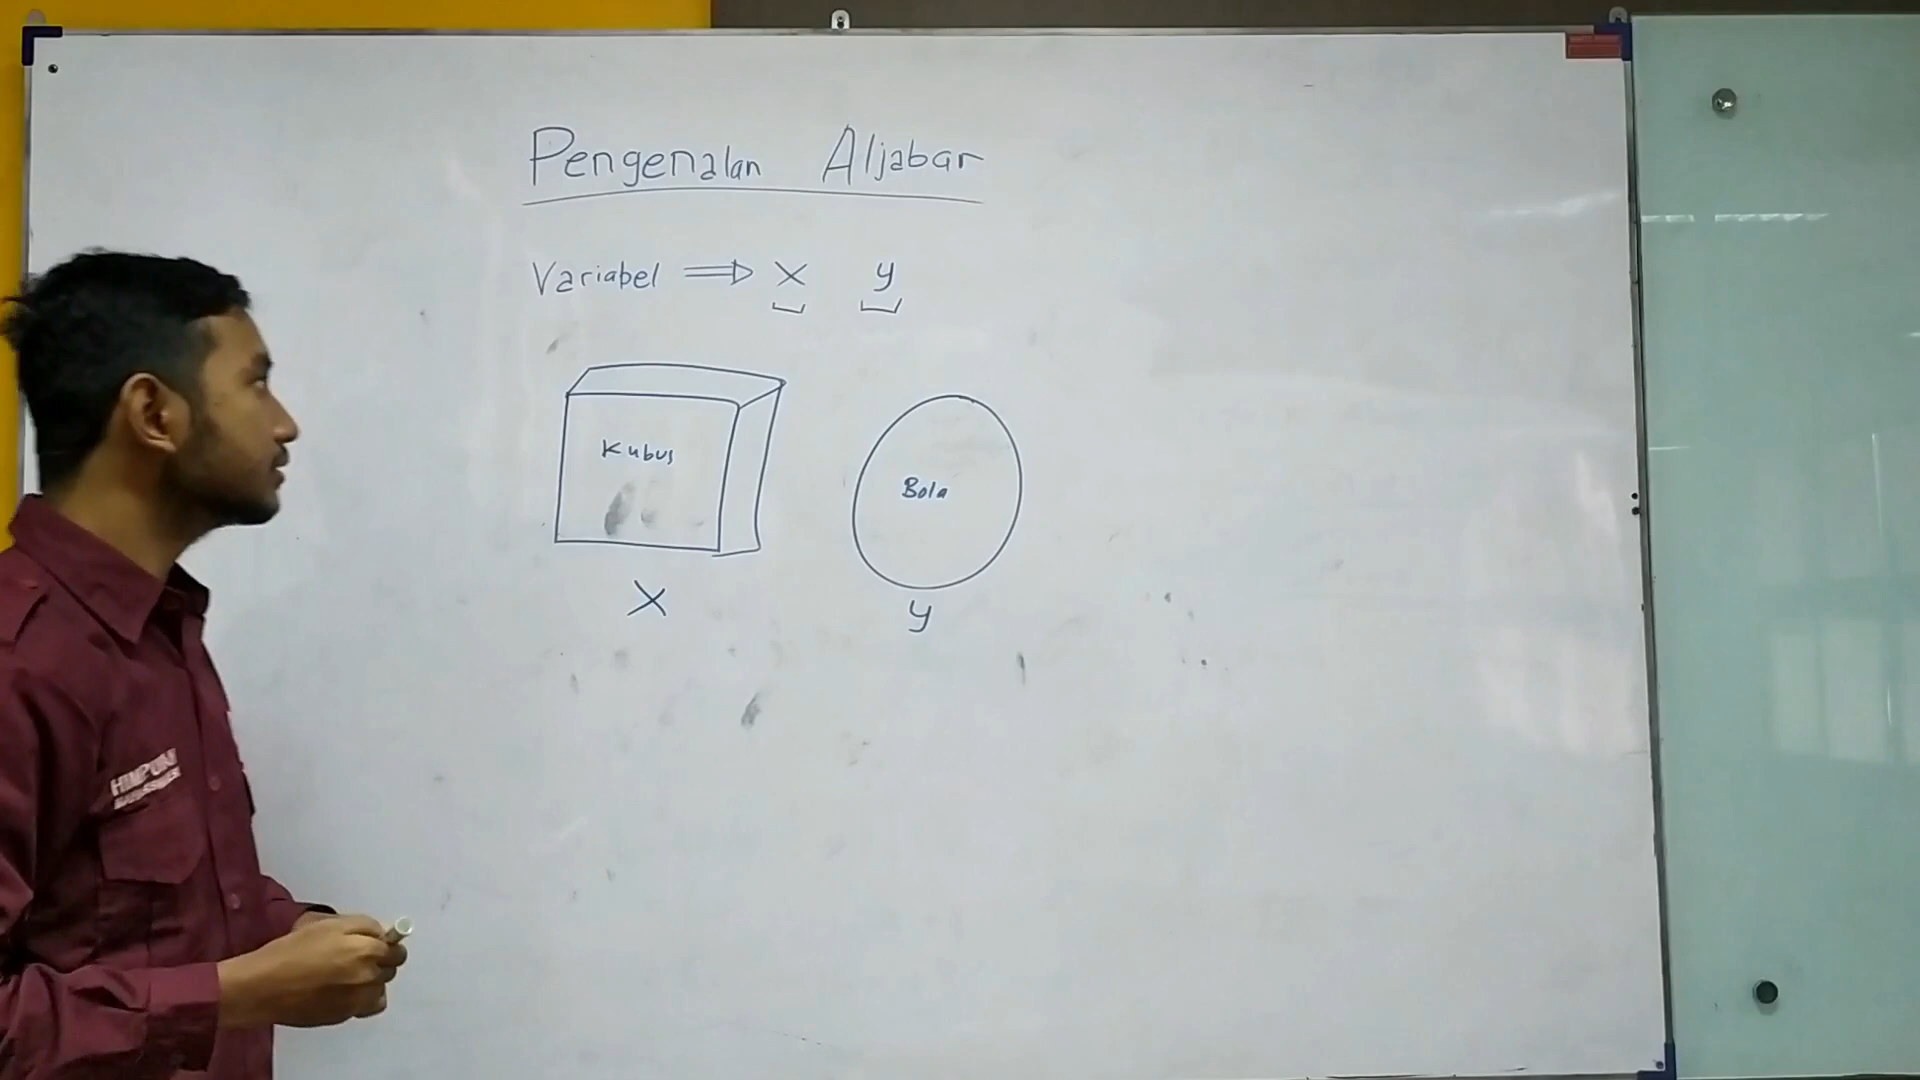 Pengenalan Aljabar
Variabel ⇒ x y
Kubus
Bola
x
y